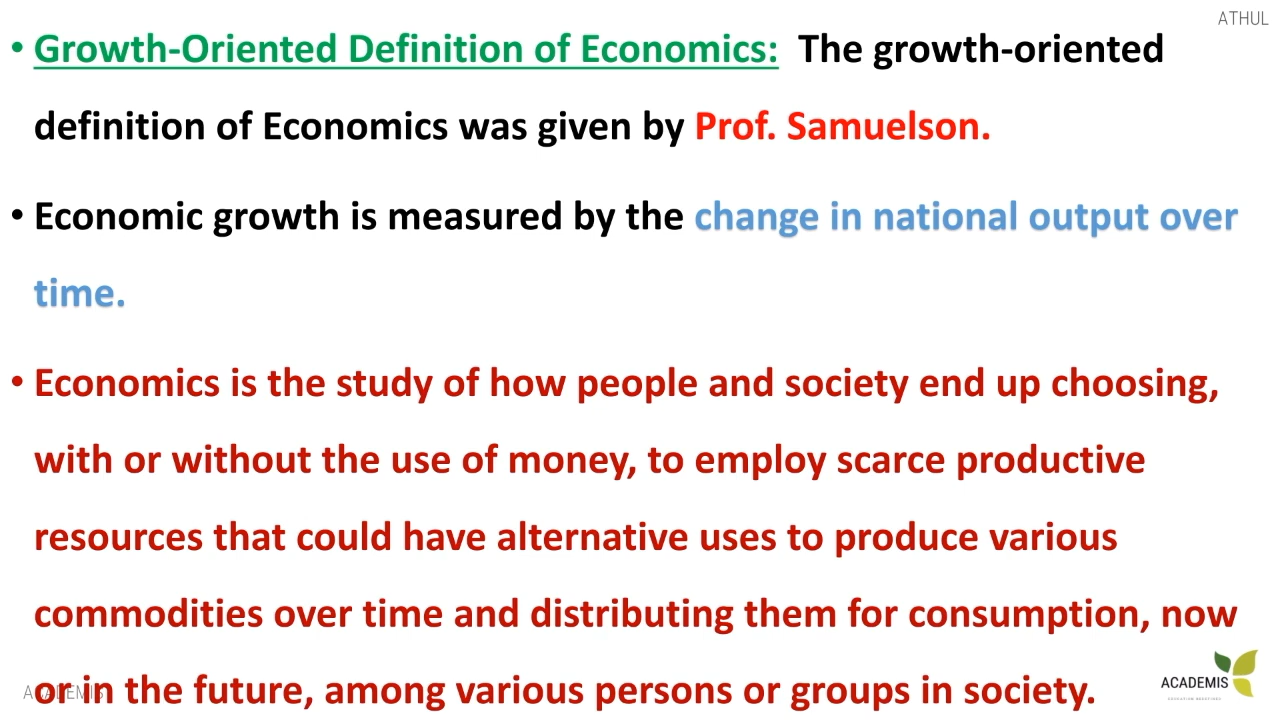 ATHUL
• Growth-Oriented Definition of Economics: The growth-oriented
definition of Economics was given by Prof. Samuelson.
• Economic growth is measured by the change in national output over
time.
• Economics is the study of how people and society end up choosing,
with or without the use of money, to employ scarce productive
resources that could have alternative uses to produce various
commodities over time and distributing them for consumption, now
or in the future, among various persons or groups in society.
ACADEMIS
ACADEMIS
EDUCATION REDEFINED